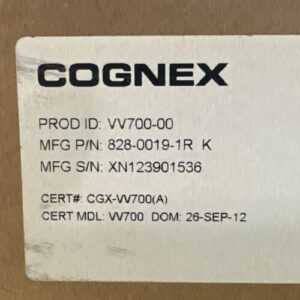 COGNEX
PROD ID: VV700-00
MFG P/N: 828-0019-1R K
MFG S/N: XN123901536
CERT#: CGX-VV700(A)
CERT MDL: VV700 DOM: 26-SEP-12